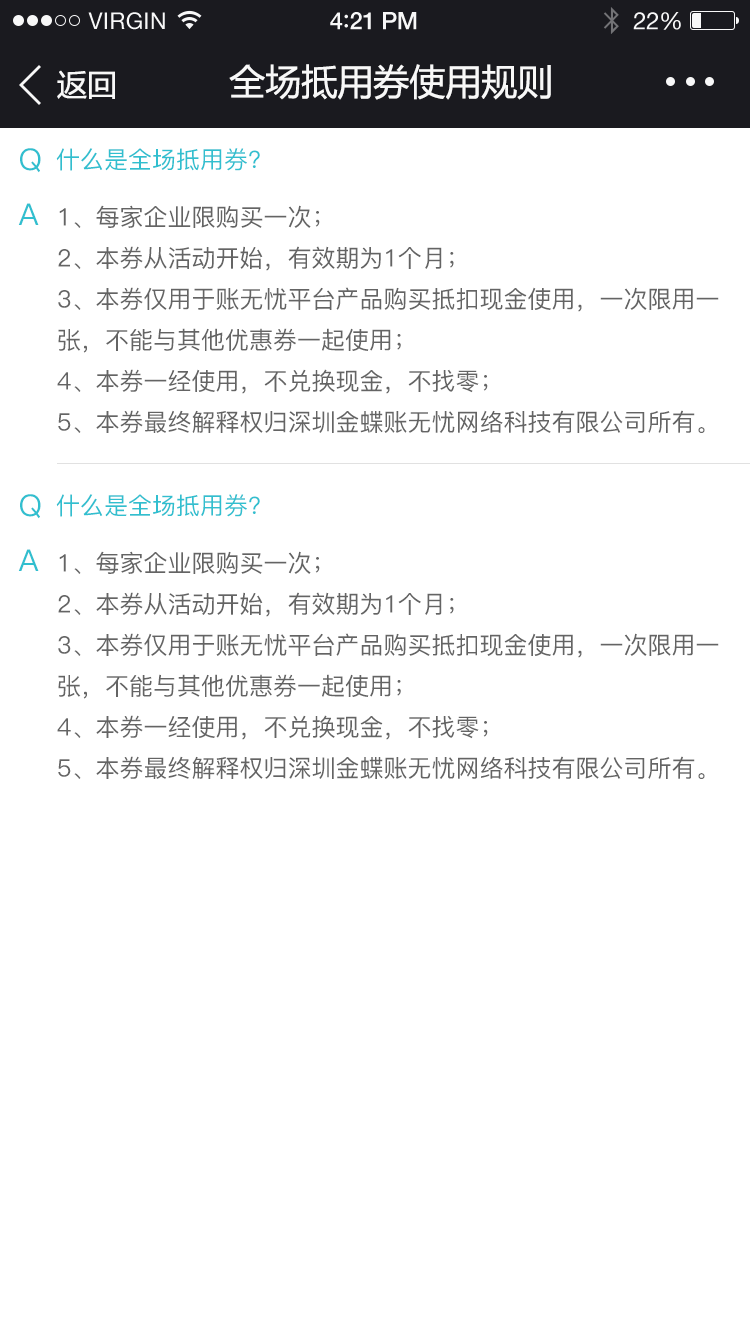 VIRGIN 4:21 PM 22%
返回 全场抵用券使用规则
Q 什么是全场抵用券?
A 1、每家企业限购买一次；
2、本券从活动开始，有效期为1个月；
3、本券仅用于账无忧平台产品购买抵扣现金使用，一次限用一
张，不能与其他优惠券一起使用；
4、本券一经使用，不兑换现金，不找零；
5、本券最终解释权归深圳金蝶账无忧网络科技有限公司所有。
Q 什么是全场抵用券?
A 1、每家企业限购买一次；
2、本券从活动开始，有效期为1个月；
3、本券仅用于账无忧平台产品购买抵扣现金使用，一次限用一
张，不能与其他优惠券一起使用；
4、本券一经使用，不兑换现金，不找零；
5、本券最终解释权归深圳金蝶账无忧网络科技有限公司所有。